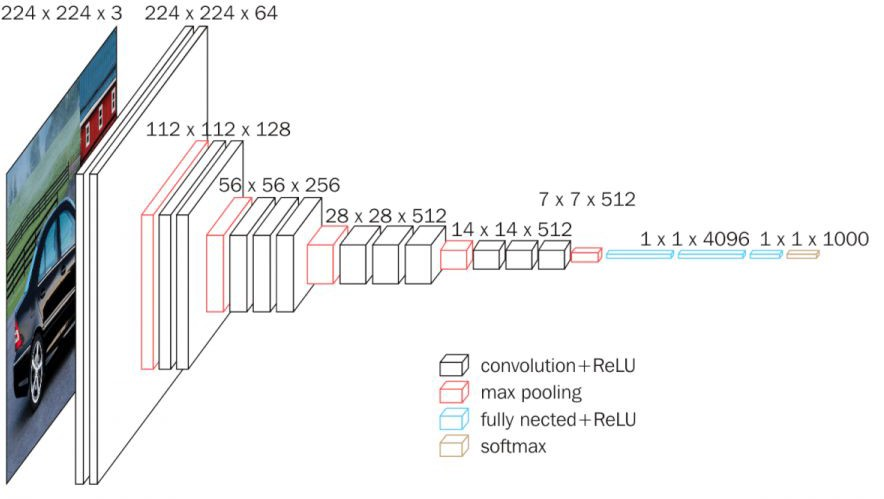 224 x 224 x 3
224 x 224 x 64
112 x 112 x 128
56 x 56 x 256
28 x 28 x 512
14 x 14 x 512
7 x 7 x 512
1 x 1 x 4096
1 x 1 x 1000
convolution+ReLU
max pooling
fully nected+ReLU
softmax